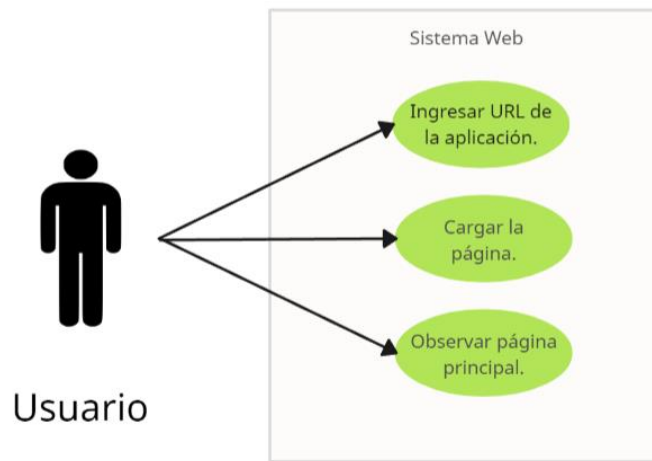 Sistema Web
Ingresar URL de
la aplicación.
Cargar la
página.
Observar página
principal.
Usuario